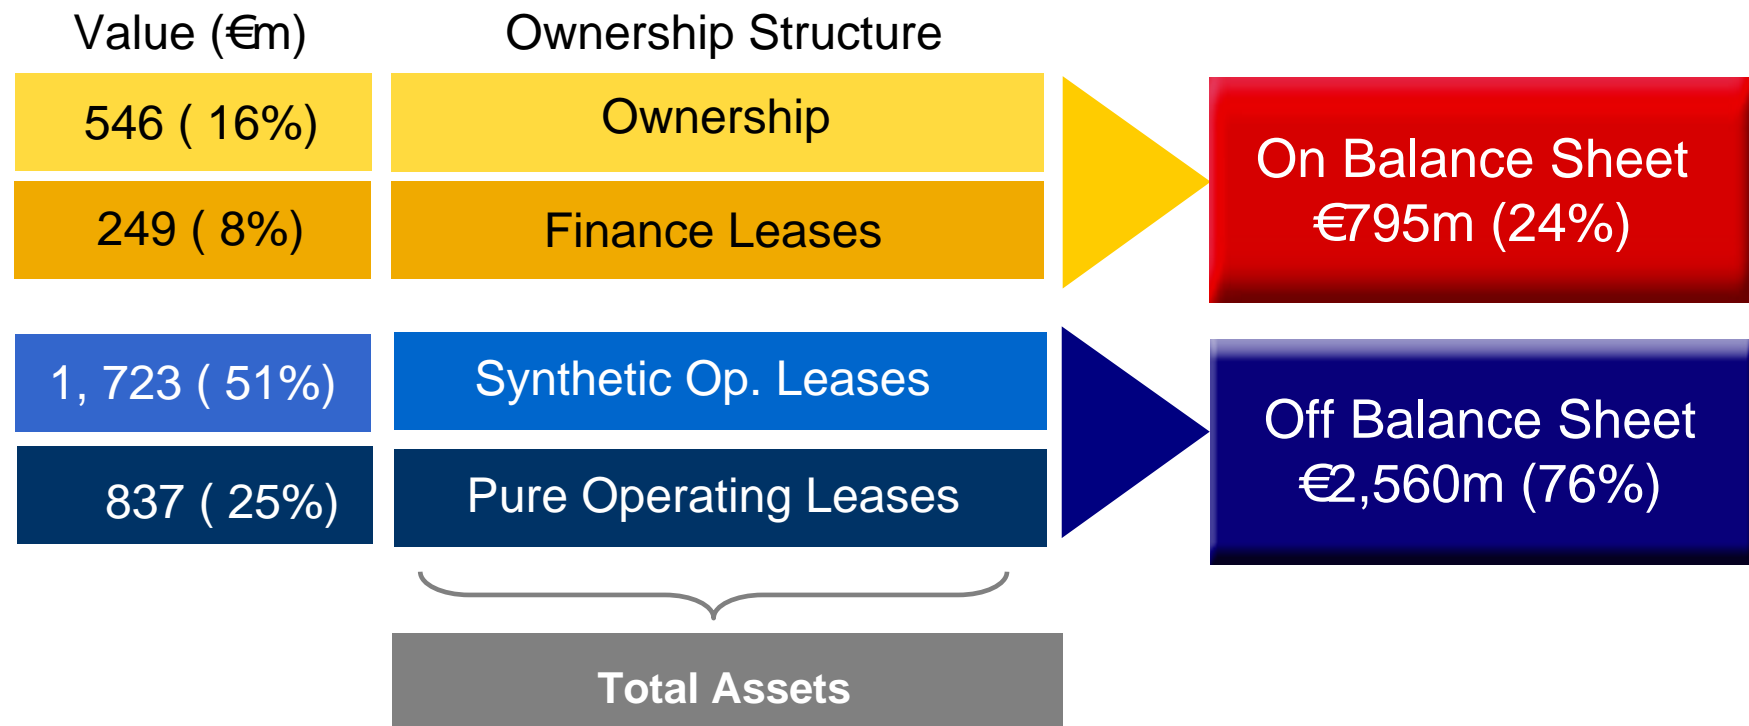 Value (€m)
Ownership Structure
546 ( 16%)
Ownership
249 ( 8%)
Finance Leases
On Balance Sheet
€795m (24%)
1, 723 ( 51%)
Synthetic Op. Leases
837 ( 25%)
Pure Operating Leases
Off Balance Sheet
€2,560m (76%)
Total Assets